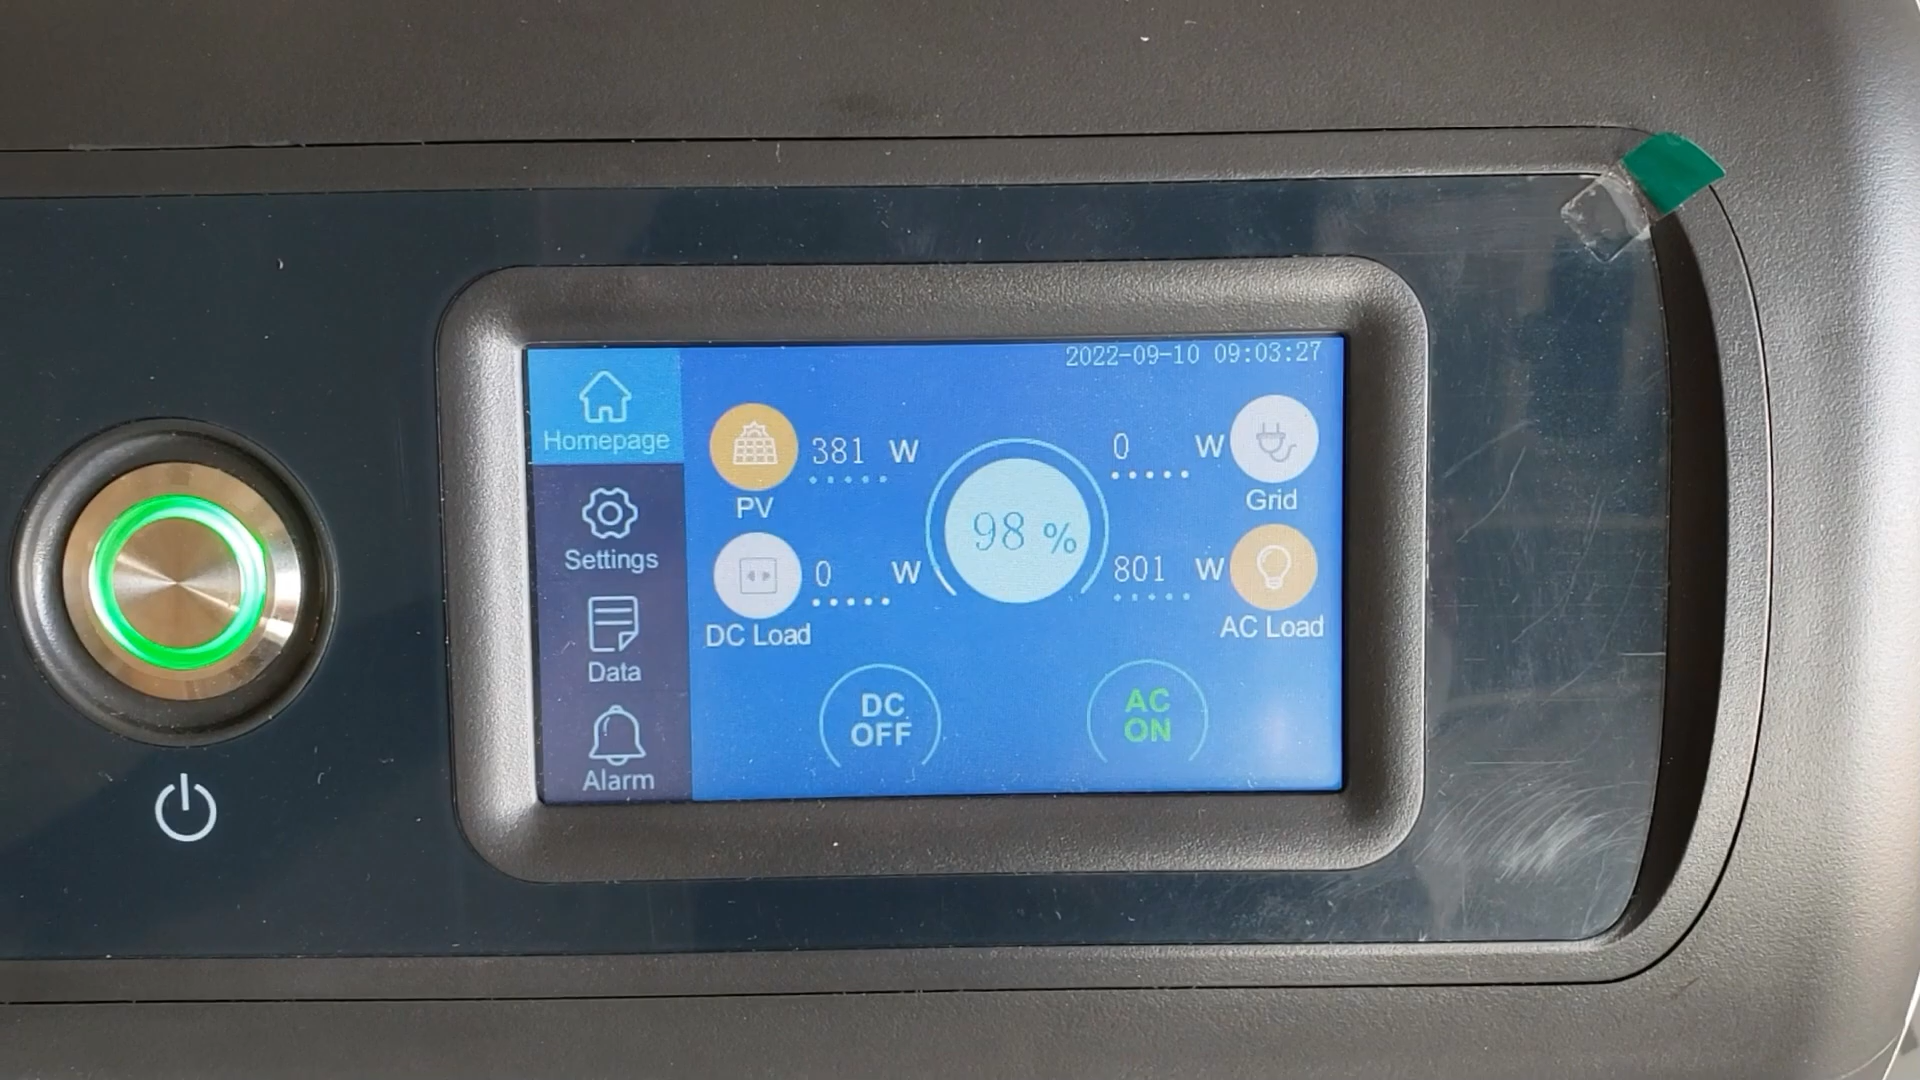 2022-09-10 09:03:27
Homepage
Settings
Data
Alarm
381 W
PV
0 W
DC Load
98 %
0 W
Grid
801 W
AC Load
DC
OFF
AC
ON